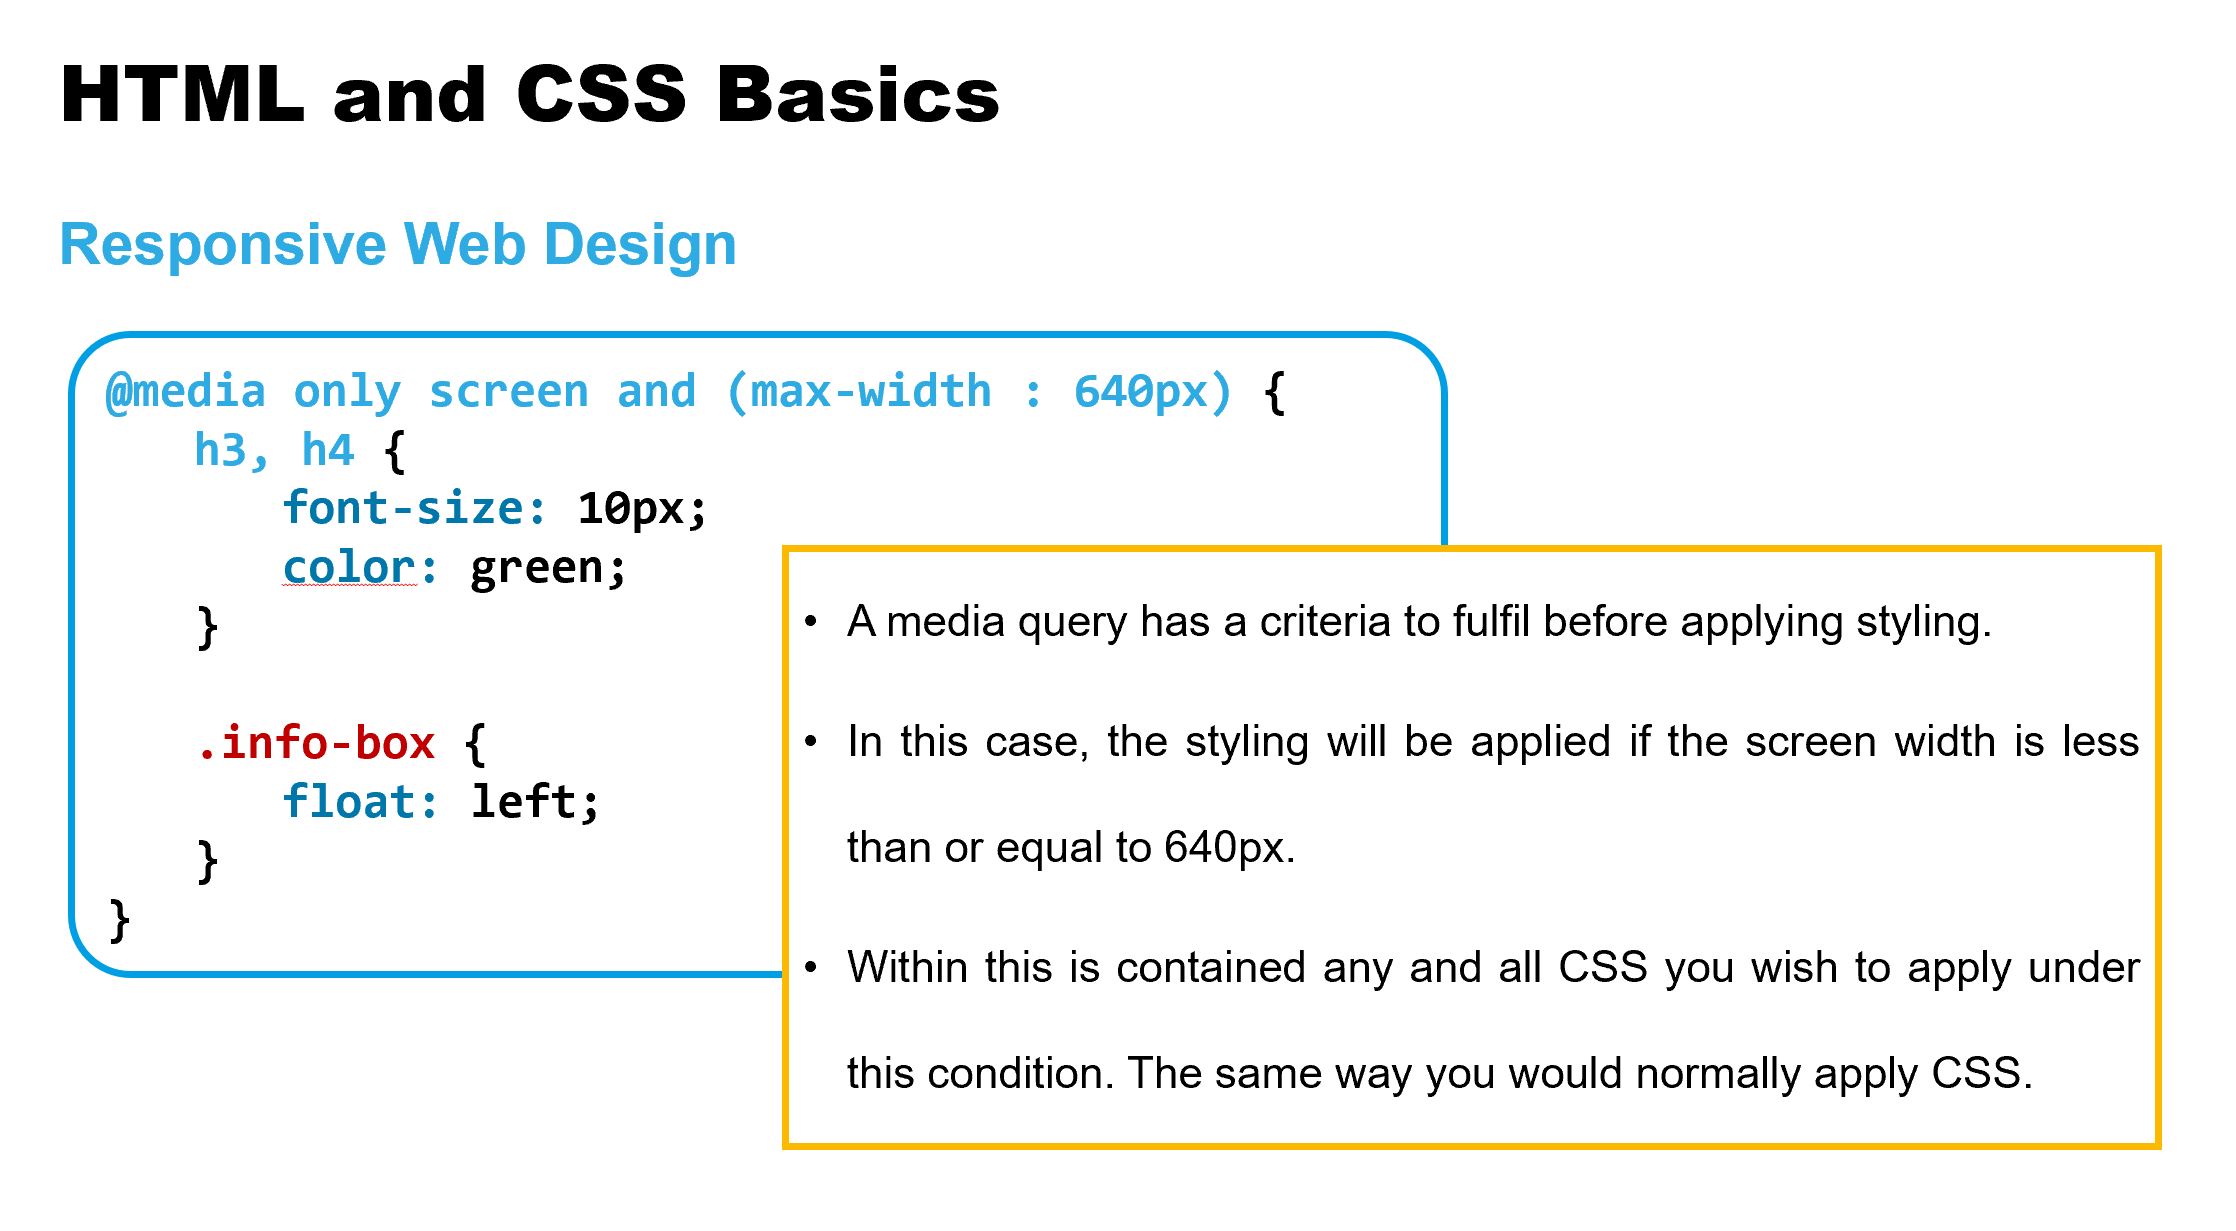 HTML and CSS Basics
Responsive Web Design
@media only screen and (max-width : 640px) {
h3, h4 {
font-size: 10px;
color: green;
}
.info-box {
float: left;
}
}
• A media query has a criteria to fulfil before applying styling.
• In this case, the styling will be applied if the screen width is less
than or equal to 640px.
• Within this is contained any and all CSS you wish to apply under
this condition. The same way you would normally apply CSS.